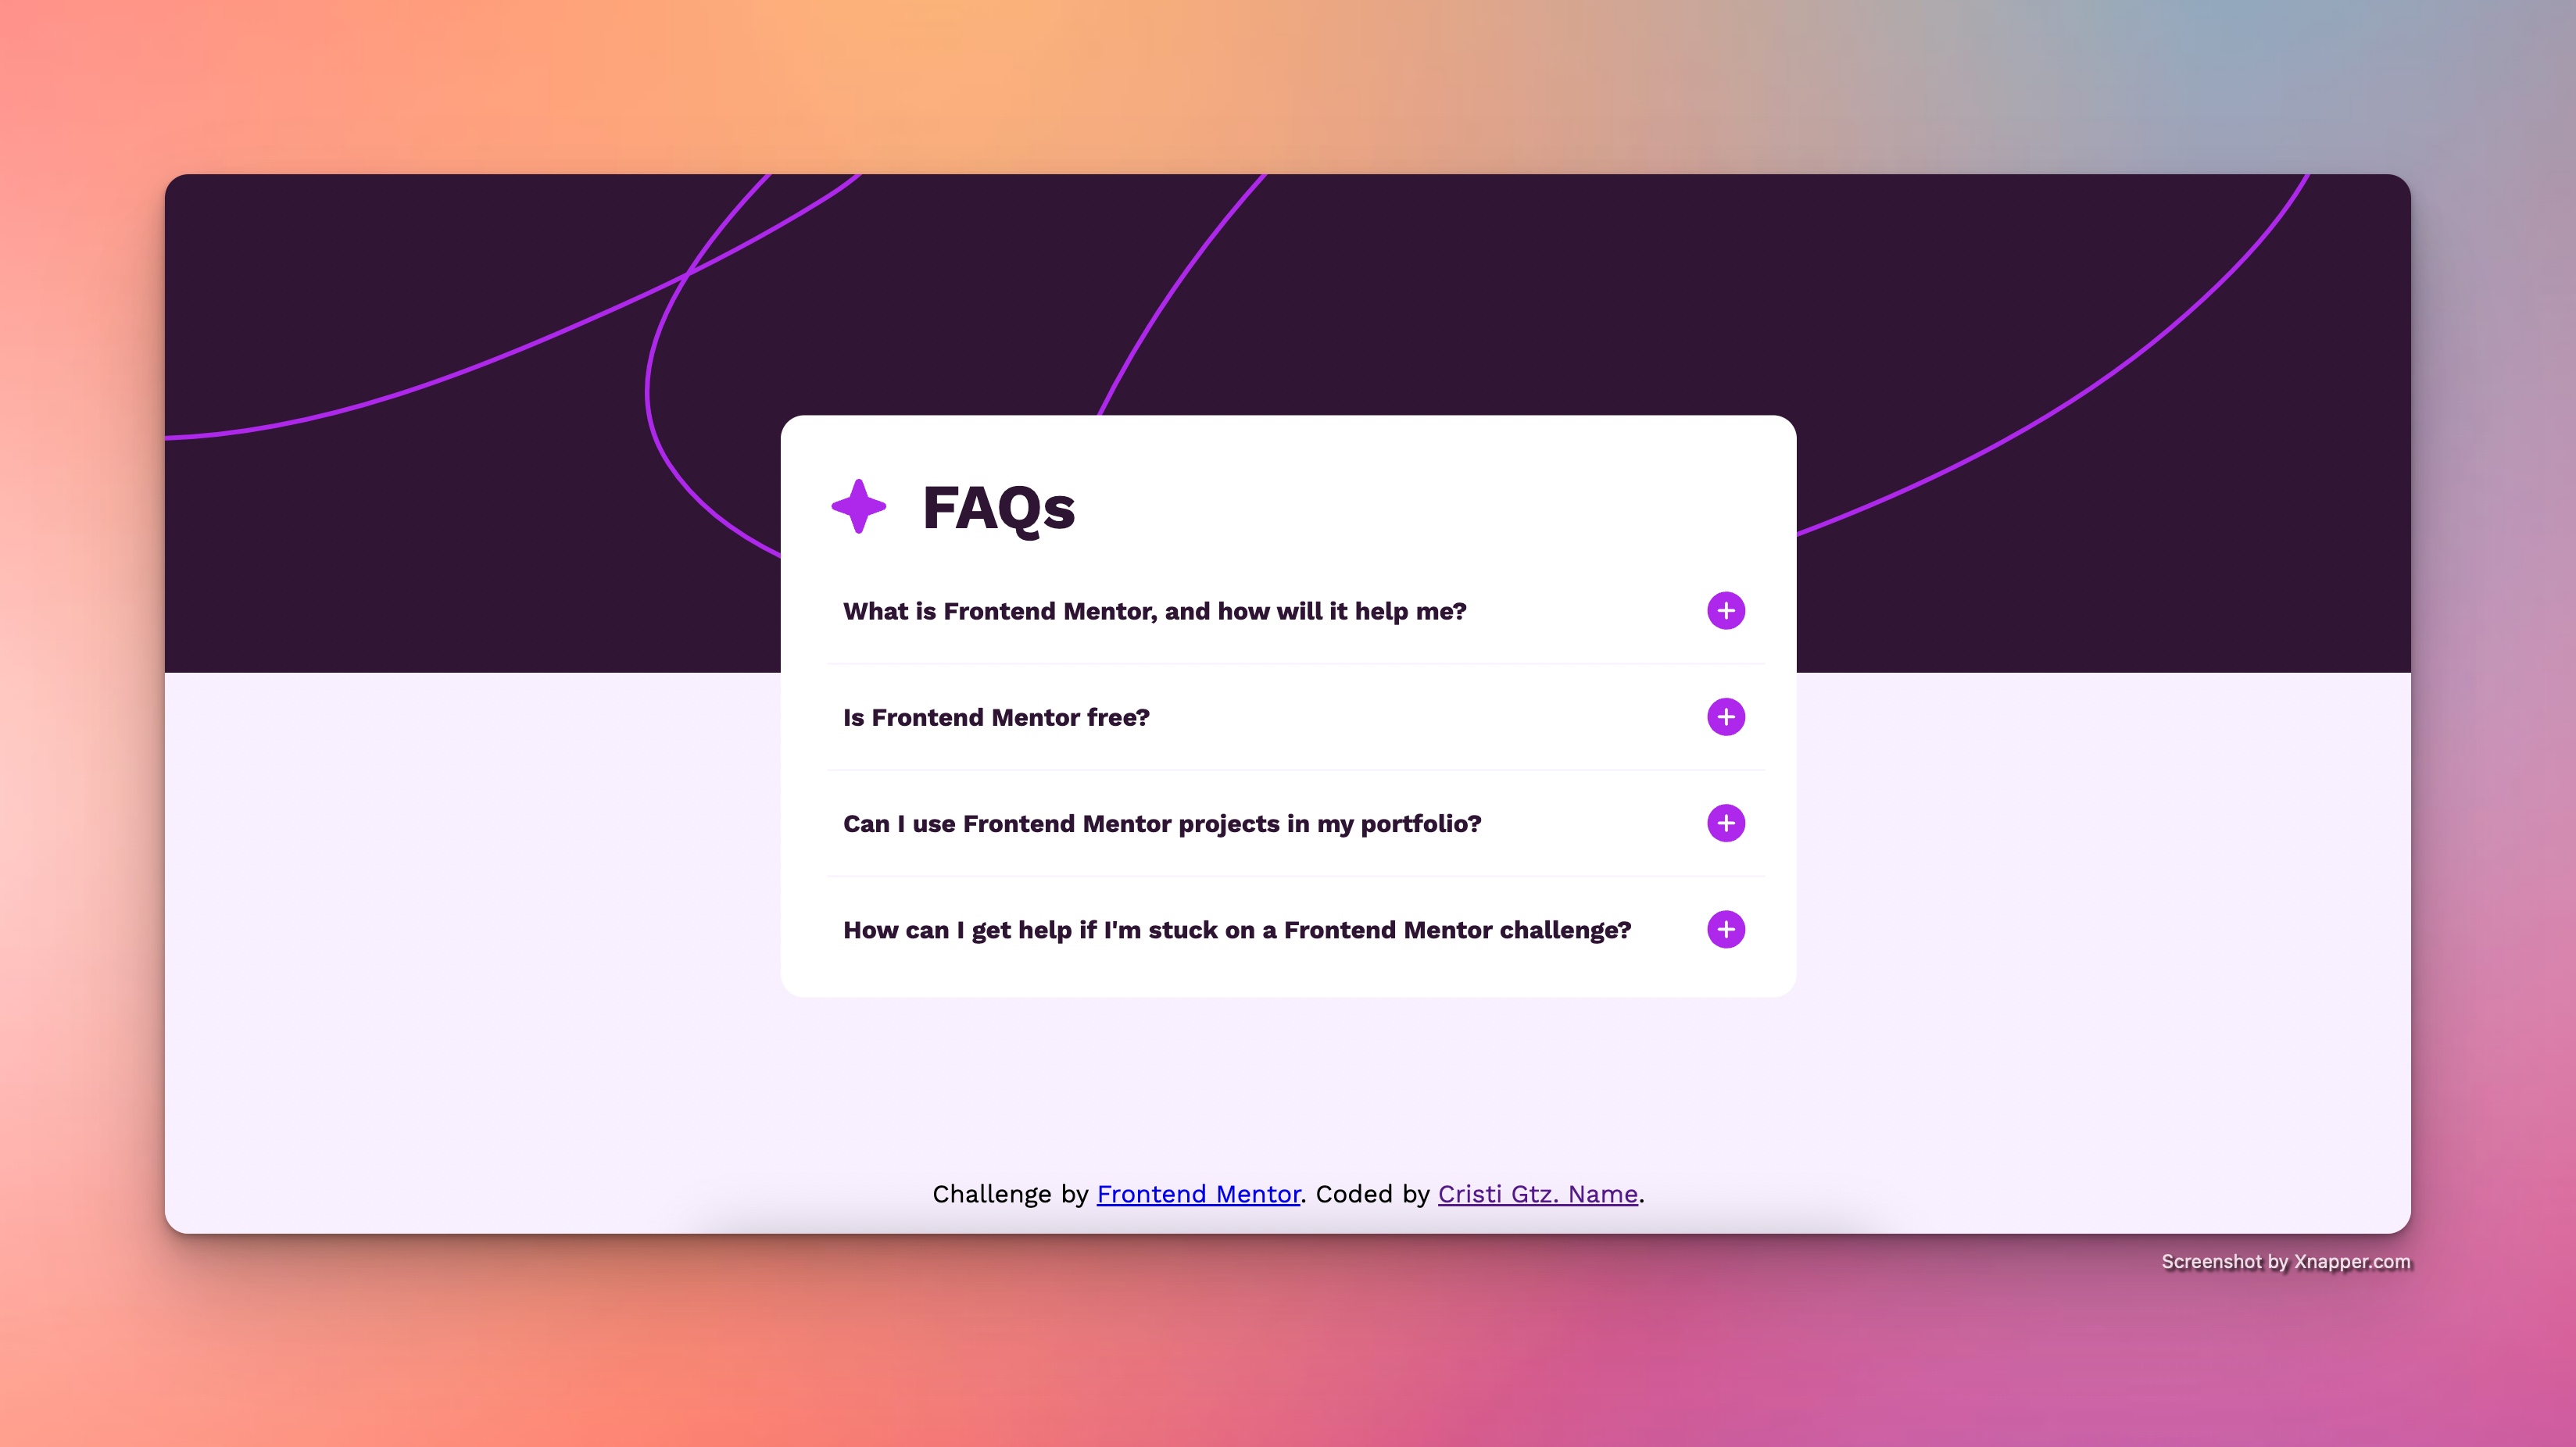 FAQs
What is Frontend Mentor, and how will it help me?
Is Frontend Mentor free?
Can I use Frontend Mentor projects in my portfolio?
How can I get help if I'm stuck on a Frontend Mentor challenge?
Challenge by Frontend Mentor. Coded by Cristi Gtz. Name.
Screenshot by Xnapper.com